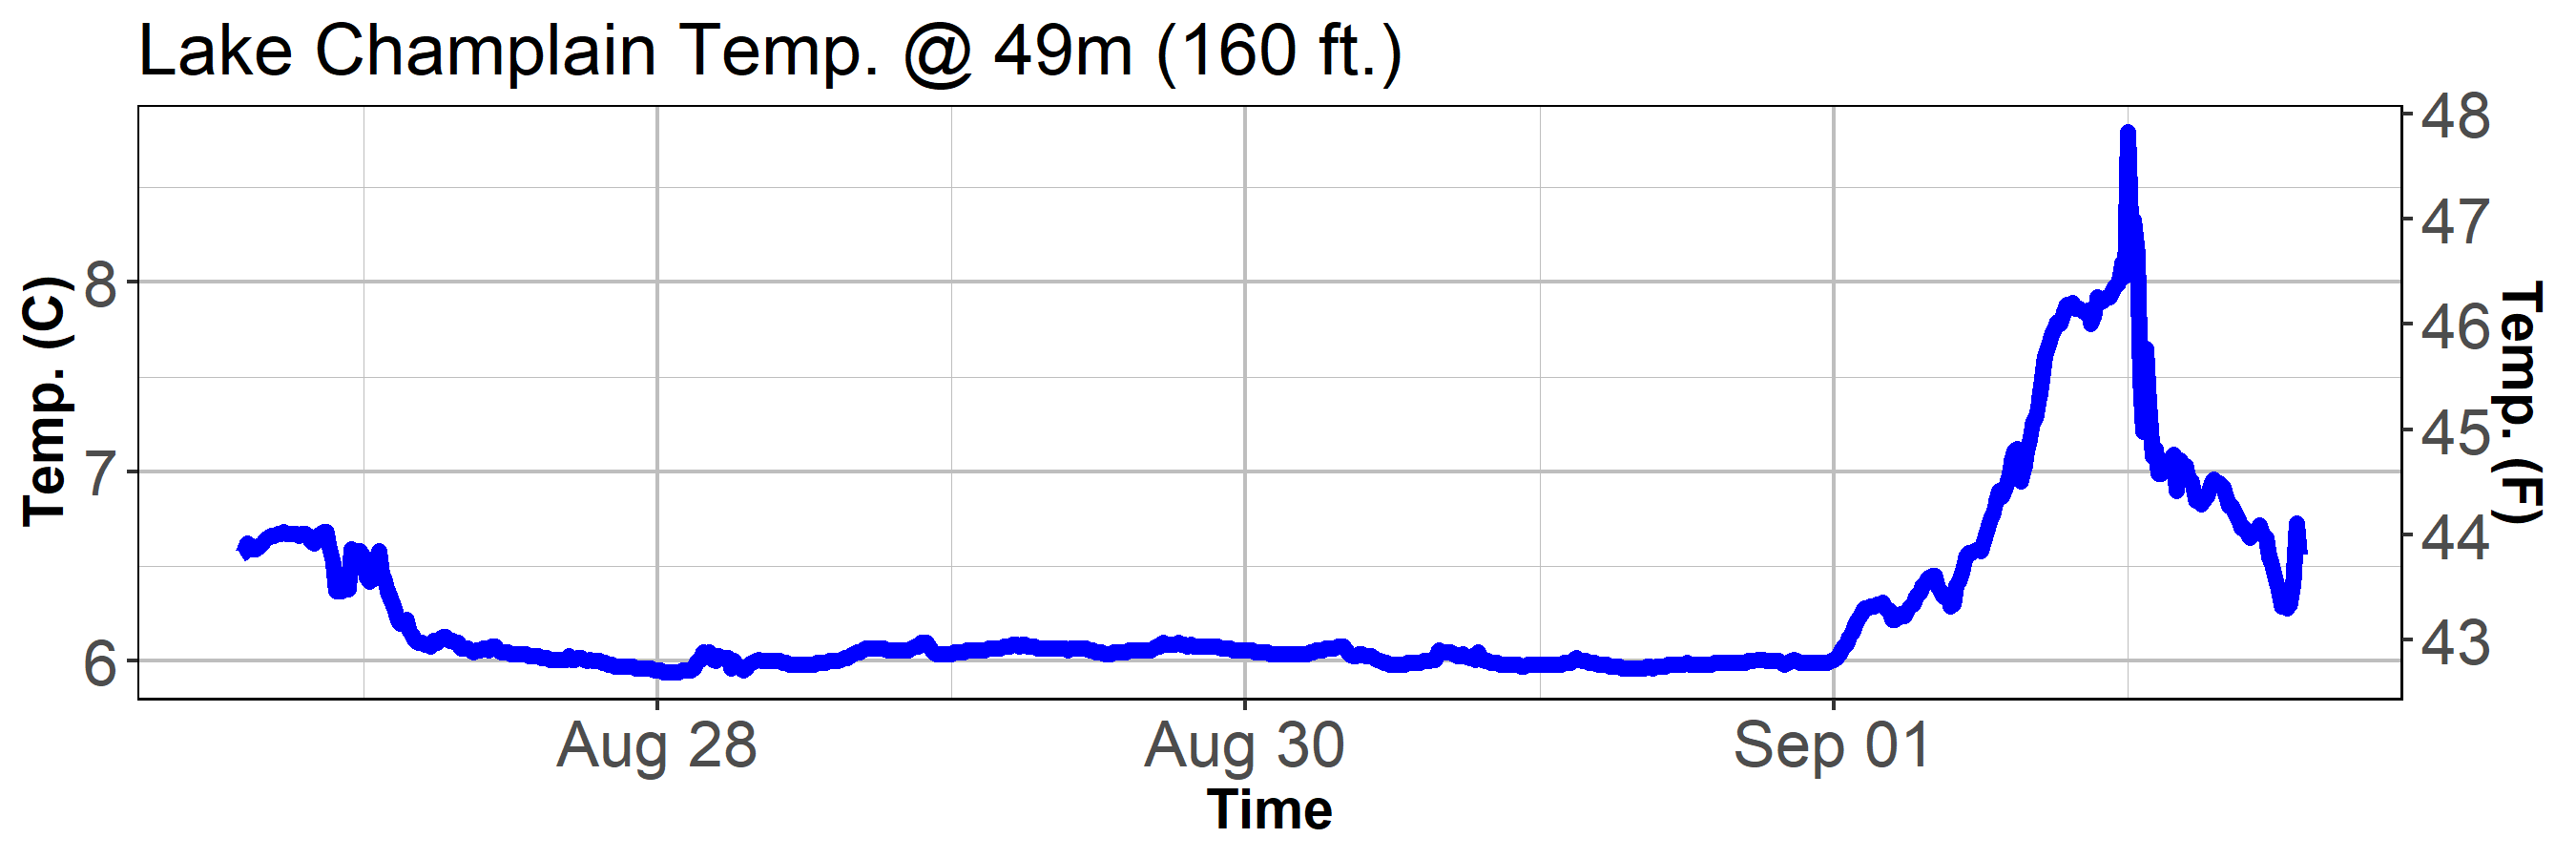 Lake Champlain Temp. @ 49m (160 ft.)
Temp. (C)
8
7
6
48
47
46
45
44
43
Temp. (F)
Aug 28
Aug 30
Sep 01
Time